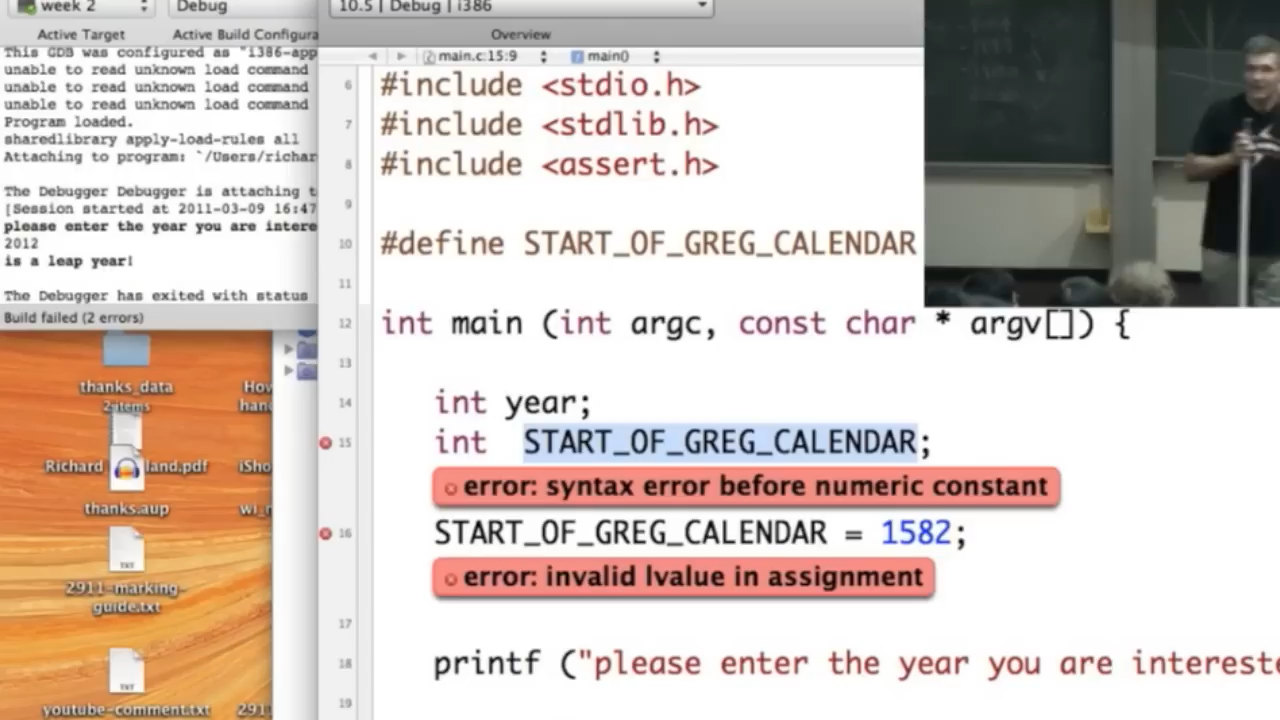 week 2
Debug
10.5 | Debug | i386
Active Target
Active Build Configura
Overview
This GDB was configured as "i386-app
unable to read unknown load command
unable to read unknown load command
unable to read unknown load command
Program loaded.
sharedlibrary apply-load-rules all
Attaching to program: `/Users/richar
The Debugger Debugger is attaching t
[Session started at 2011-03-09 16:47
please enter the year you are intere
2012
is a leap year!
The Debugger has exited with status
Build failed (2 errors)
main.c:15:9
main()
6 #include <stdio.h>
7 #include <stdlib.h>
8 #include <assert.h>
9
10 #define START_OF_GREG_CALENDAR
11
12 int main (int argc, const char * argv[]) {
13
14 int year;
15 int START_OF_GREG_CALENDAR;
error: syntax error before numeric constant
16 START_OF_GREG_CALENDAR = 1582;
error: invalid lvalue in assignment
17
18 printf ("please enter the year you are intereste
19
thanks_data
2 items
How
han
Richard land.pdf
iSho
thanks.aup
wi_r
TXT
2911-marking-
guide.txt
TXT
youtube-comment.txt
291